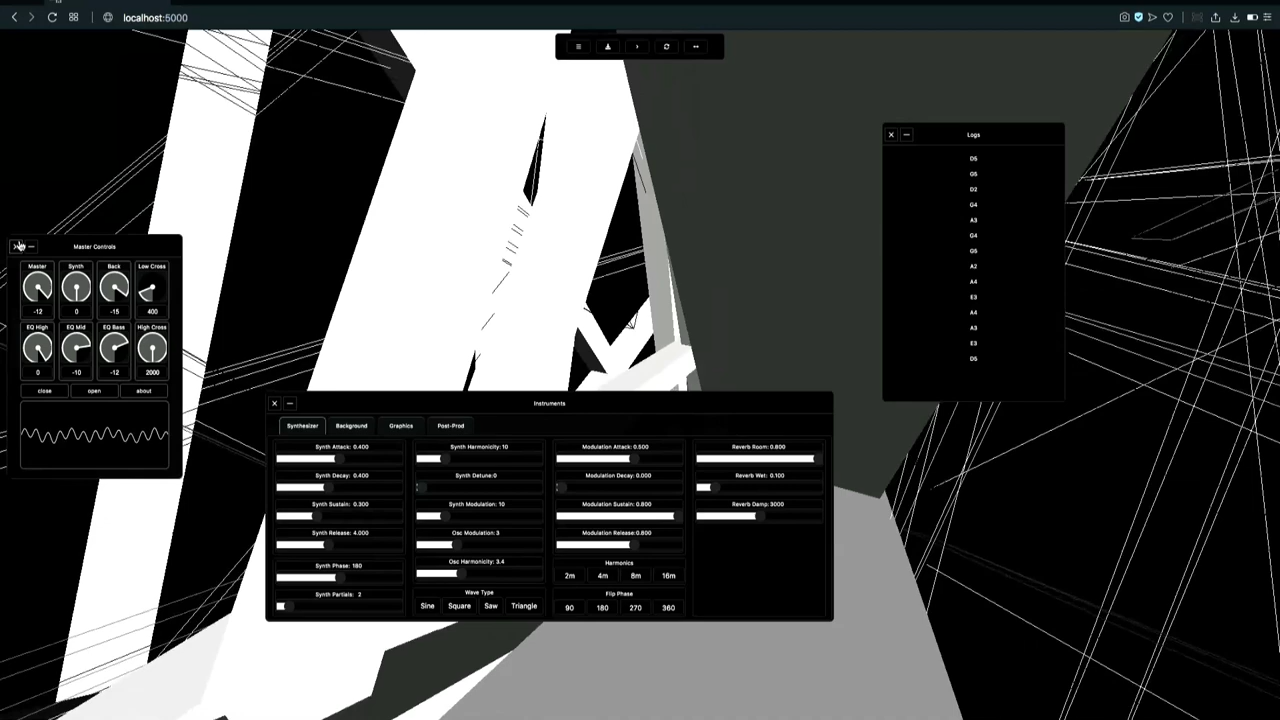 localhost:5000
Logs
D5
G5
D2
G4
A3
G4
G5
A2
A4
E3
A4
A3
E3
D5
Master Controls
Master Synth Back Low Cross
-12 0 -15 400
EQ High EQ Mid EQ Bass High Cross
0 -10 -12 2000
close open about
Instruments
Synthesizer Background Graphics Post-Prod
Synth Attack: 0.400
Synth Decay: 0.400
Synth Sustain: 0.300
Synth Release: 4.000
Synth Phase: 180
Synth Partials: 2
Synth Harmonicity: 10
Synth Detune:0
Synth Modulation: 10
Osc Modulation: 3
Osc Harmonicity: 3.4
Wave Type
Sine Square Saw Triangle
Modulation Attack: 0.500
Modulation Decay: 0.000
Modulation Sustain: 0.800
Modulation Release:0.800
Harmonics
2m 4m 8m 16m
Flip Phase
90 180 270 360
Reverb Room: 0.800
Reverb Wet: 0.100
Reverb Damp: 3000